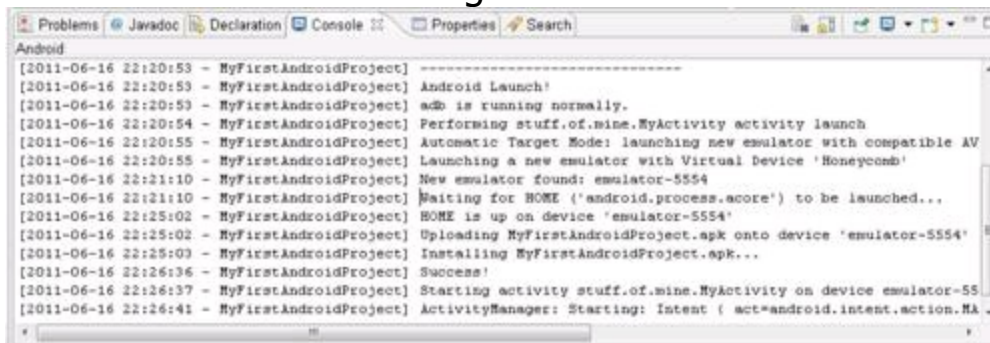 Problems @ Javadoc Declaration Console Properties Search
Android
[2011-06-16 22:20:53 - MyFirstAndroidProject] ------------------------------
[2011-06-16 22:20:53 - MyFirstAndroidProject] Android Launch!
[2011-06-16 22:20:53 - MyFirstAndroidProject] adb is running normally.
[2011-06-16 22:20:54 - MyFirstAndroidProject] Performing stuff.of.mine.MyActivity activity launch
[2011-06-16 22:20:55 - MyFirstAndroidProject] Automatic Target Mode: launching new emulator with compatible AV
[2011-06-16 22:20:55 - MyFirstAndroidProject] Launching a new emulator with Virtual Device 'Honeycomb'
[2011-06-16 22:21:10 - MyFirstAndroidProject] New emulator found: emulator-5554
[2011-06-16 22:21:10 - MyFirstAndroidProject] Waiting for HOME ('android.process.acore') to be launched...
[2011-06-16 22:25:02 - MyFirstAndroidProject] HOME is up on device 'emulator-5554'
[2011-06-16 22:25:02 - MyFirstAndroidProject] Uploading MyFirstAndroidProject.apk onto device 'emulator-5554'
[2011-06-16 22:25:03 - MyFirstAndroidProject] Installing MyFirstAndroidProject.apk...
[2011-06-16 22:26:36 - MyFirstAndroidProject] Success!
[2011-06-16 22:26:37 - MyFirstAndroidProject] Starting activity stuff.of.mine.MyActivity on device emulator-55
[2011-06-16 22:26:41 - MyFirstAndroidProject] ActivityManager: Starting: Intent { act=android.intent.action.MA